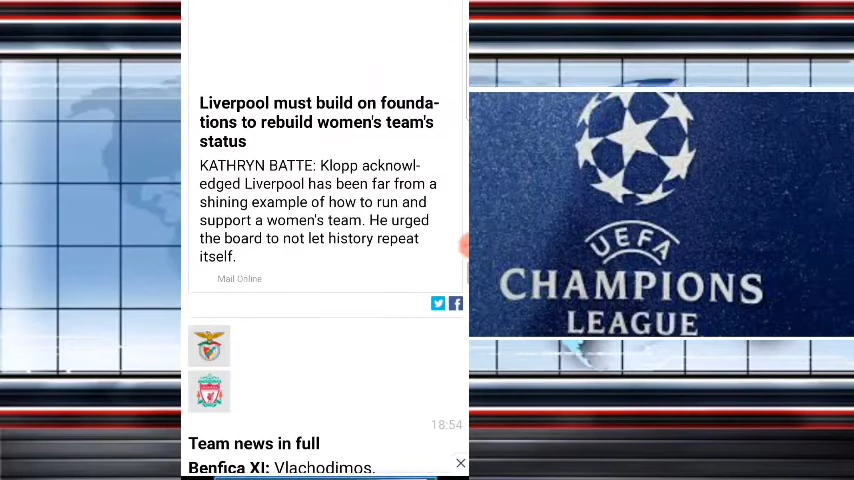 Liverpool must build on founda-
tions to rebuild women's team's
status
KATHRYN BATTE: Klopp acknowl-
edged Liverpool has been far from a
shining example of how to run and
support a women's team. He urged
the board to not let history repeat
itself.
Mail Online
18:54
Team news in full
Benfica XI: Vlachodimos,
UEFA
CHAMPIONS
LEAGUE